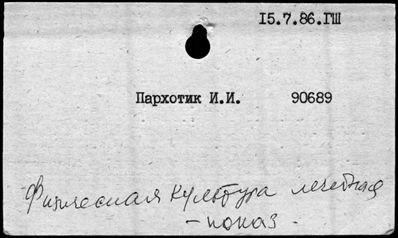 15.7.86.ГШ
Пархотик И.И. 90689
Физическая культура лечебная
- показ.